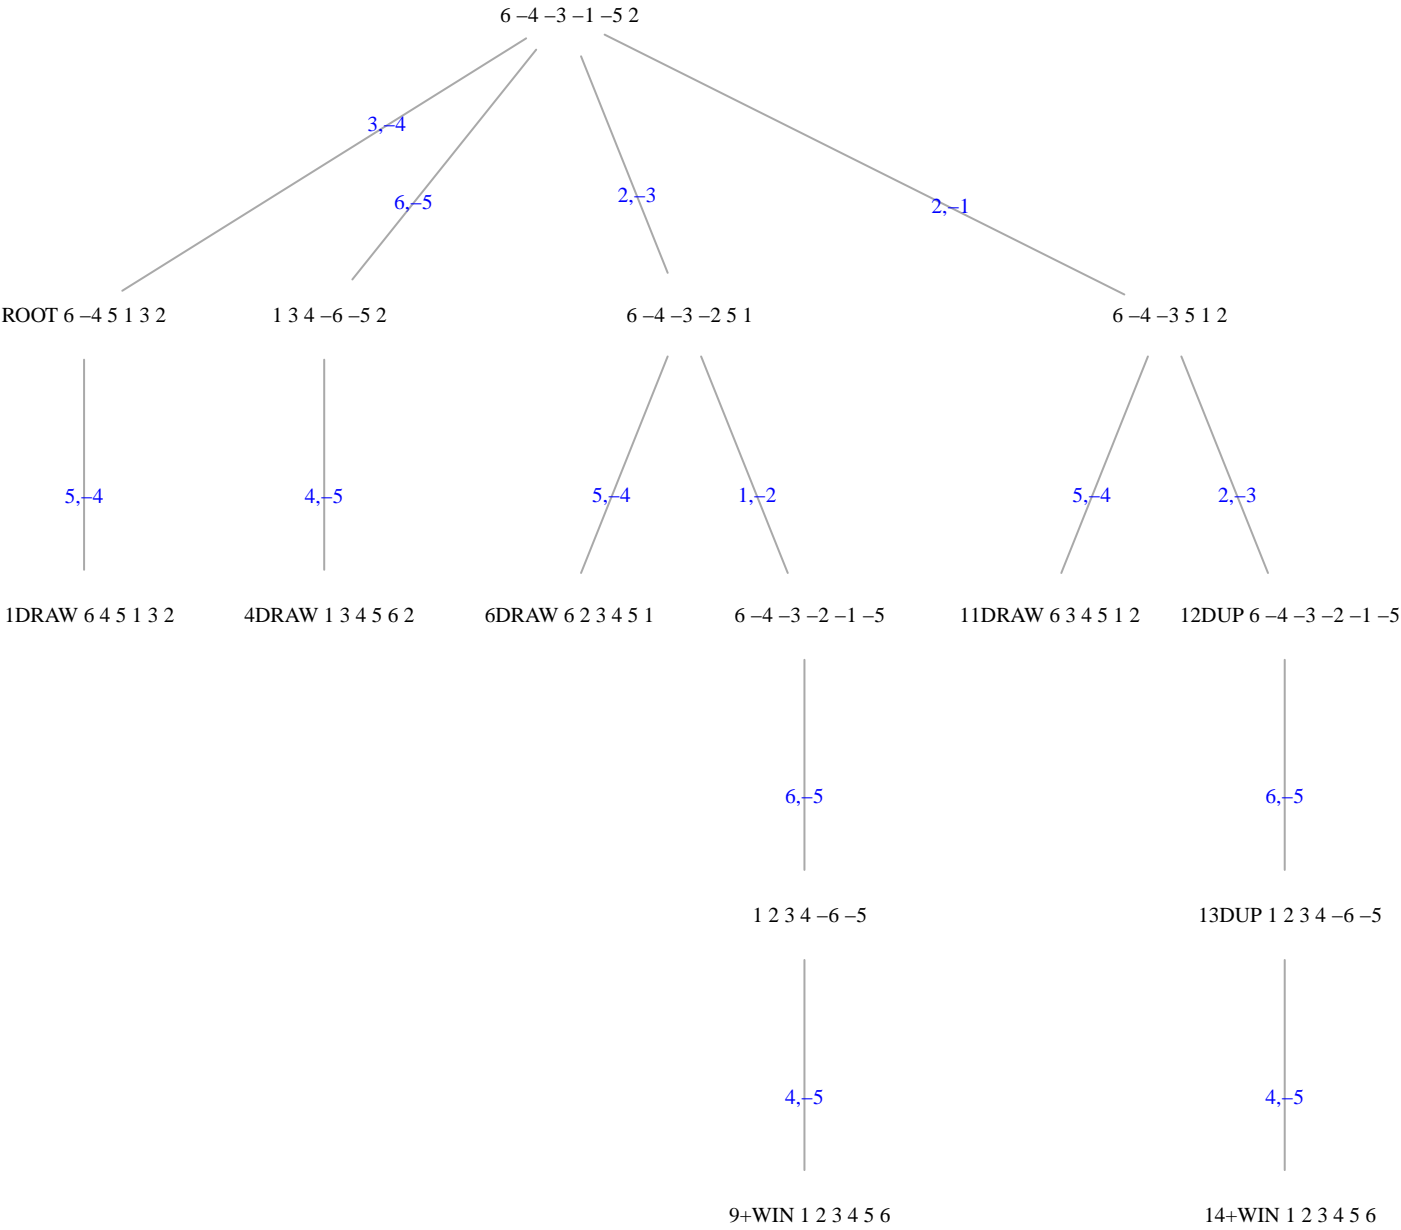 6 –4 –3 –1 –5 2
3,–4
6,–5
2,–3
2,–1
ROOT 6 –4 5 1 3 2
1 3 4 –6 –5 2
6 –4 –3 –2 5 1
6 –4 –3 5 1 2
5,–4
4,–5
5,–4
1,–2
5,–4
2,–3
1DRAW 6 4 5 1 3 2
4DRAW 1 3 4 5 6 2
6DRAW 6 2 3 4 5 1
6 –4 –3 –2 –1 –5
11DRAW 6 3 4 5 1 2
12DUP 6 –4 –3 –2 –1 –5
6,–5
6,–5
1 2 3 4 –6 –5
13DUP 1 2 3 4 –6 –5
4,–5
4,–5
9+WIN 1 2 3 4 5 6
14+WIN 1 2 3 4 5 6